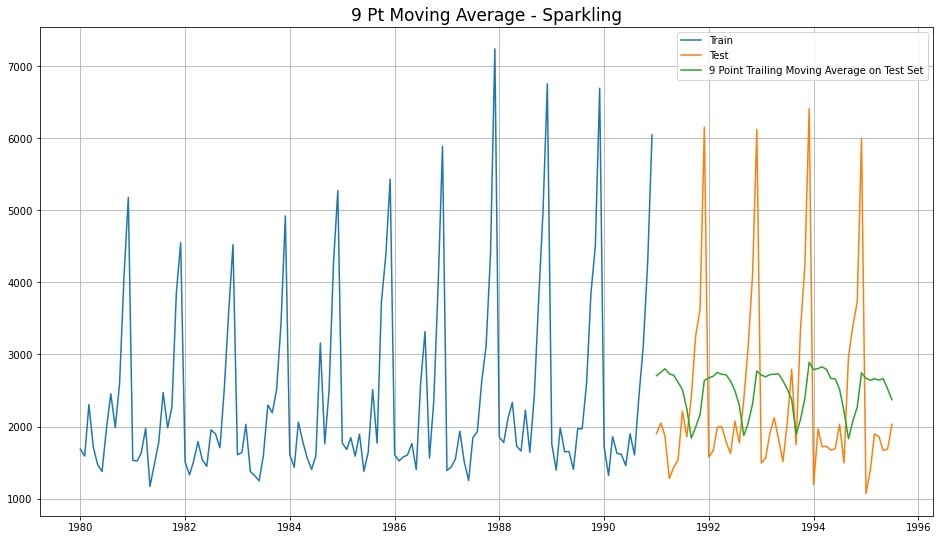 9 Pt Moving Average - Sparkling
Train
Test
9 Point Trailing Moving Average on Test Set
7000
6000
5000
4000
3000
2000
1000
1980 1982 1984 1986 1988 1990 1992 1994 1996